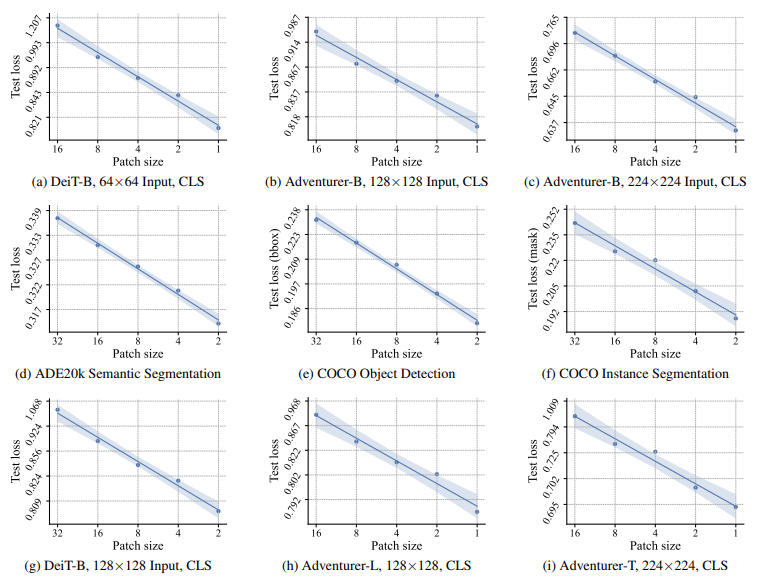 Test loss
1.207
0.993
0.892
0.843
0.821
16 8 4 2 1
Patch size
(a) DeiT-B, 64×64 Input, CLS
Test loss
0.987
0.914
0.867
0.837
0.818
16 8 4 2 1
Patch size
(b) Adventurer-B, 128×128 Input, CLS
Test loss
0.765
0.696
0.662
0.645
0.637
16 8 4 2 1
Patch size
(c) Adventurer-B, 224×224 Input, CLS
Test loss
0.339
0.333
0.327
0.322
0.317
32 16 8 4 2
Patch size
(d) ADE20k Semantic Segmentation
Test loss (bbox)
0.238
0.223
0.209
0.197
0.186
32 16 8 4 2
Patch size
(e) COCO Object Detection
Test loss (mask)
0.252
0.235
0.22
0.205
0.192
32 16 8 4 2
Patch size
(f) COCO Instance Segmentation
Test loss
1.068
0.924
0.856
0.824
0.809
32 16 8 4 2
Patch size
(g) DeiT-B, 128×128 Input, CLS
Test loss
0.968
0.867
0.822
0.802
0.792
16 8 4 2 1
Patch size
(h) Adventurer-L, 128×128, CLS
Test loss
1.009
0.794
0.725
0.702
0.695
16 8 4 2 1
Patch size
(i) Adventurer-T, 224×224, CLS